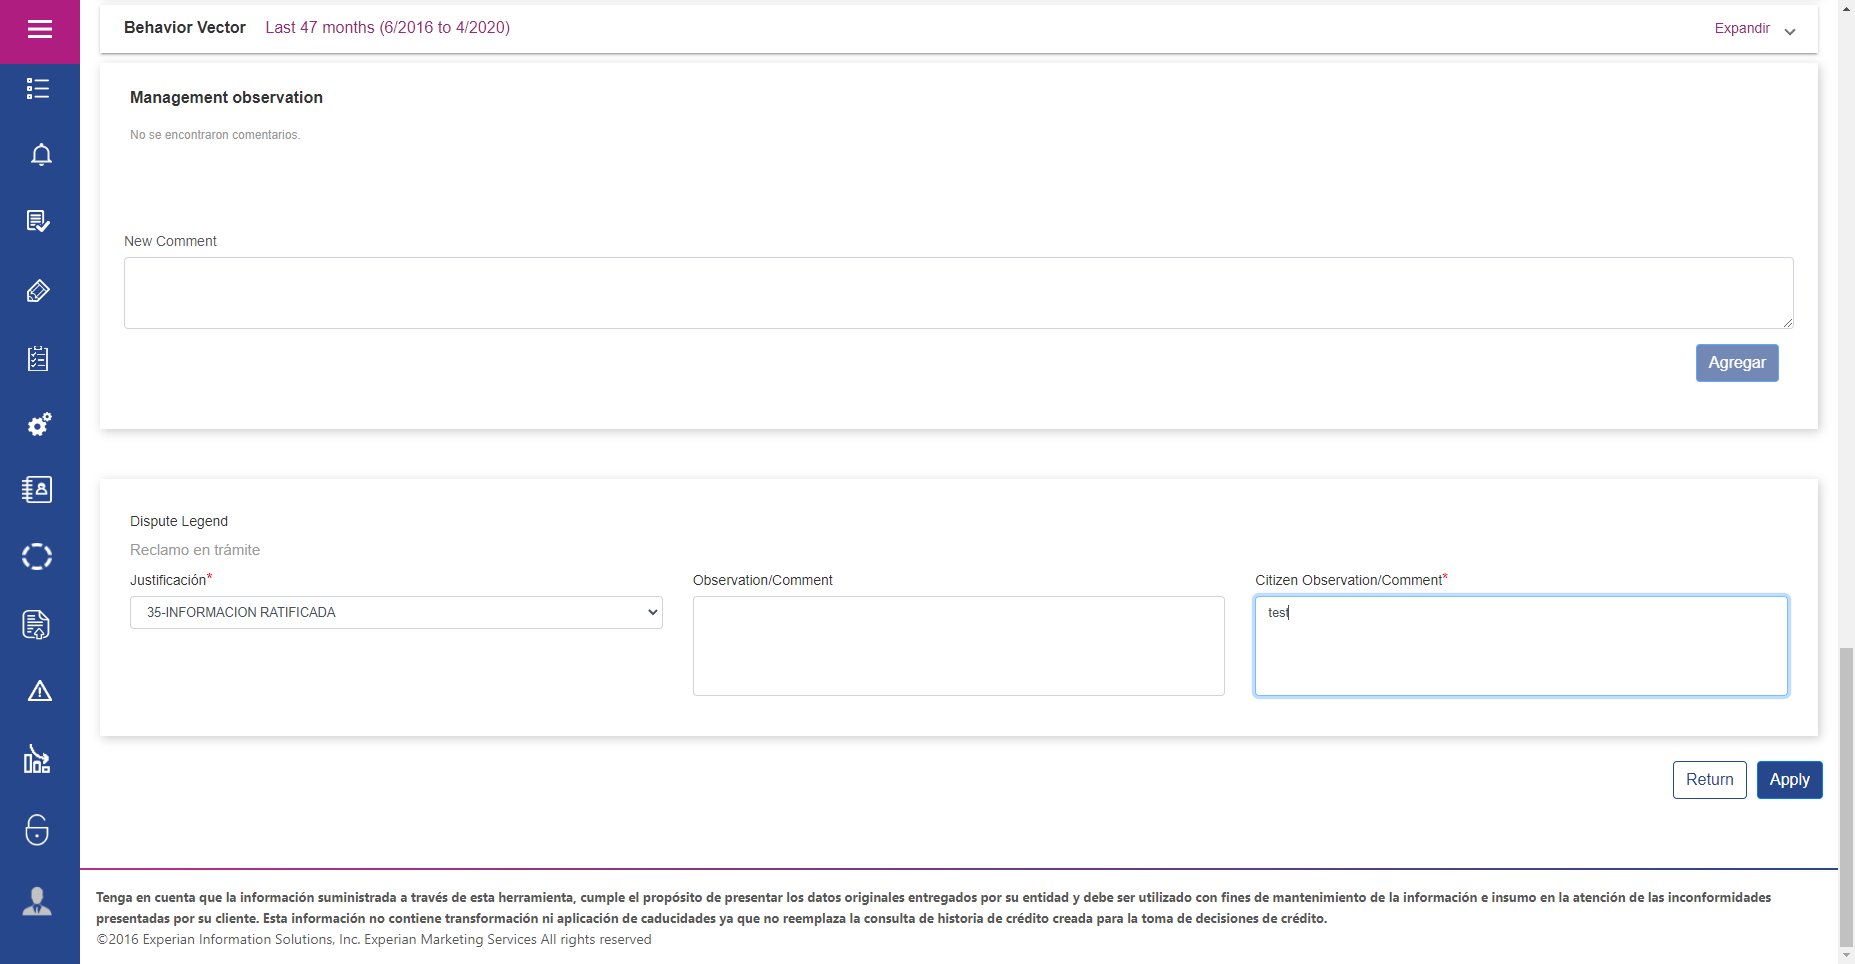 Behavior Vector Last 47 months (6/2016 to 4/2020) Expandir
Management observation
No se encontraron comentarios.
New Comment
Agregar
Dispute Legend
Reclamo en trámite
Justificación* Observation/Comment Citizen Observation/Comment*
35-INFORMACION RATIFICADA test
Return Apply
Tenga en cuenta que la información suministrada a través de esta herramienta, cumple el propósito de presentar los datos originales entregados por su entidad y debe ser utilizado con fines de mantenimiento de la información e insumo en la atención de las inconformidades
presentadas por su cliente. Esta información no contiene transformación ni aplicación de caducidades ya que no reemplaza la consulta de historia de crédito creada para la toma de decisiones de crédito.
©2016 Experian Information Solutions, Inc. Experian Marketing Services All rights reserved